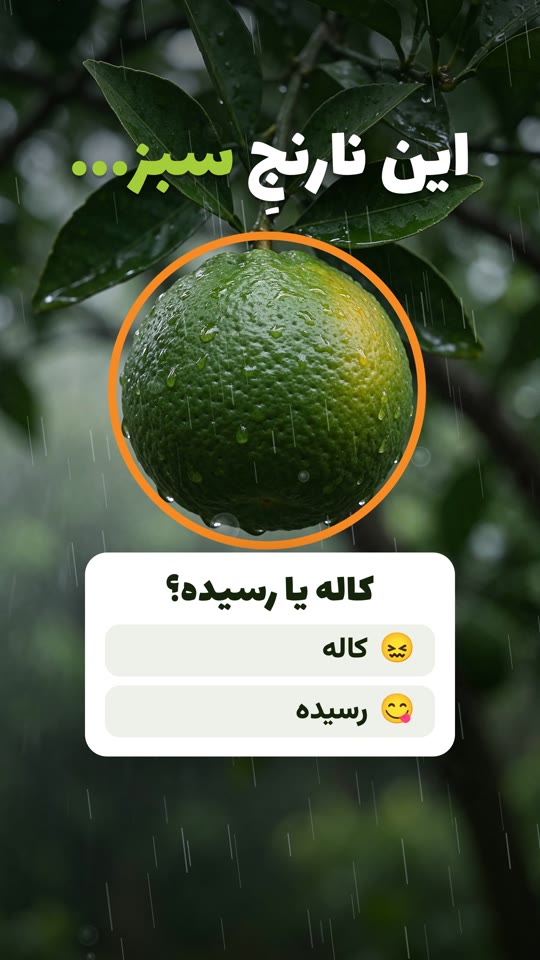 این نارنجِ سبز...
کاله یا رسیده؟
😖 کاله
😋 رسیده